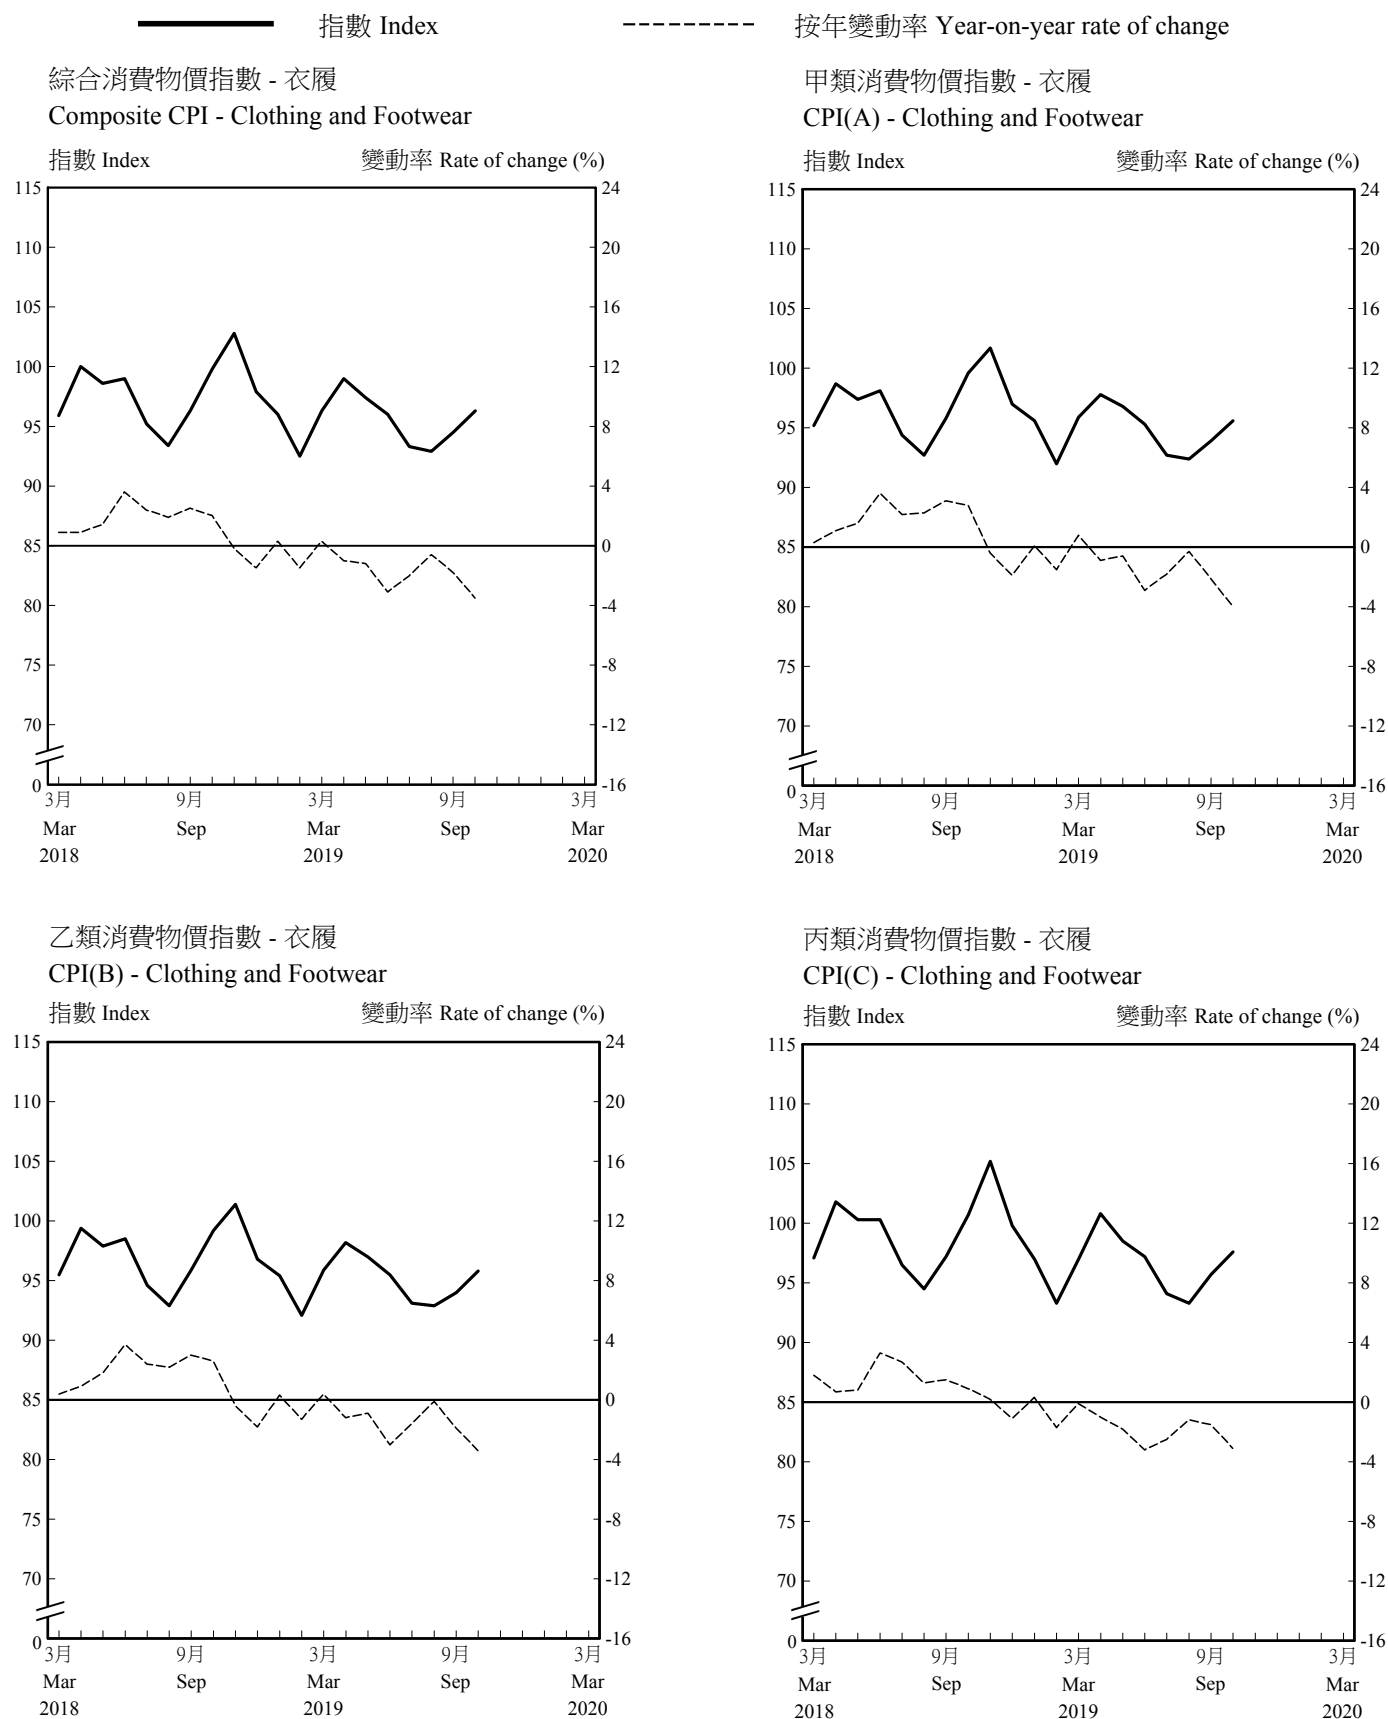 指數 Index
按年變動率 Year-on-year rate of change
綜合消費物價指數 - 衣履
Composite CPI - Clothing and Footwear
指數 Index 變動率 Rate of change (%)
115 24
110 20
105 16
100 12
95 8
90 4
85 0
80 -4
75 -8
70 -12
0 -16
3月 9月 3月 9月 3月
Mar Sep Mar Sep Mar
2018 2019 2020
甲類消費物價指數 - 衣履
CPI(A) - Clothing and Footwear
指數 Index 變動率 Rate of change (%)
115 24
110 20
105 16
100 12
95 8
90 4
85 0
80 -4
75 -8
70 -12
0 -16
3月 9月 3月 9月 3月
Mar Sep Mar Sep Mar
2018 2019 2020
乙類消費物價指數 - 衣履
CPI(B) - Clothing and Footwear
指數 Index 變動率 Rate of change (%)
115 24
110 20
105 16
100 12
95 8
90 4
85 0
80 -4
75 -8
70 -12
0 -16
3月 9月 3月 9月 3月
Mar Sep Mar Sep Mar
2018 2019 2020
丙類消費物價指數 - 衣履
CPI(C) - Clothing and Footwear
指數 Index 變動率 Rate of change (%)
115 24
110 20
105 16
100 12
95 8
90 4
85 0
80 -4
75 -8
70 -12
0 -16
3月 9月 3月 9月 3月
Mar Sep Mar Sep Mar
2018 2019 2020